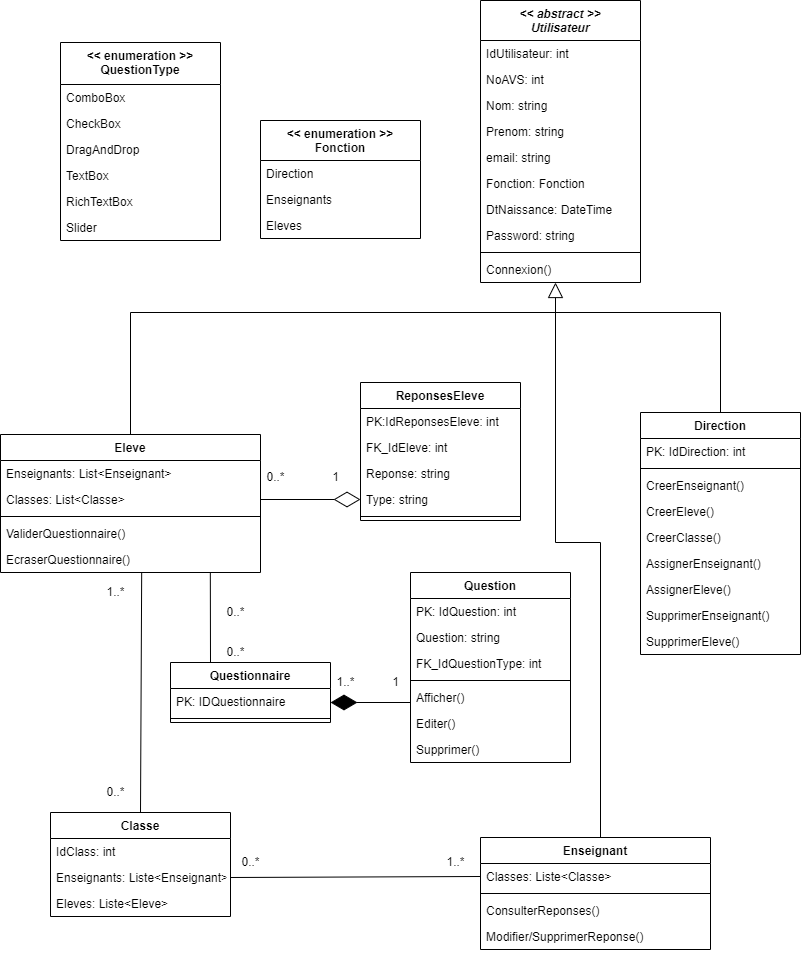 << abstract >>
Utilisateur
IdUtilisateur: int
NoAVS: int
Nom: string
Prenom: string
email: string
Fonction: Fonction
DtNaissance: DateTime
Password: string
Connexion()
<< enumeration >>
QuestionType
ComboBox
CheckBox
DragAndDrop
TextBox
RichTextBox
Slider
<< enumeration >>
Fonction
Direction
Enseignants
Eleves
ReponsesEleve
PK:IdReponsesEleve: int
FK_IdEleve: int
Reponse: string
Type: string
Direction
PK: IdDirection: int
CreerEnseignant()
CreerEleve()
CreerClasse()
AssignerEnseignant()
AssignerEleve()
SupprimerEnseignant()
SupprimerEleve()
Eleve
Enseignants: List<Enseignant>
Classes: List<Classe>
ValiderQuestionnaire()
EcraserQuestionnaire()
0..*
1
1..*
0..*
0..*
Question
PK: IdQuestion: int
Question: string
FK_IdQuestionType: int
Afficher()
Editer()
Supprimer()
Questionnaire
PK: IDQuestionnaire
1..*
1
0..*
Classe
IdClass: int
Enseignants: Liste<Enseignant>
Eleves: Liste<Eleve>
0..*
1..*
Enseignant
Classes: Liste<Classe>
ConsulterReponses()
Modifier/SupprimerReponse()